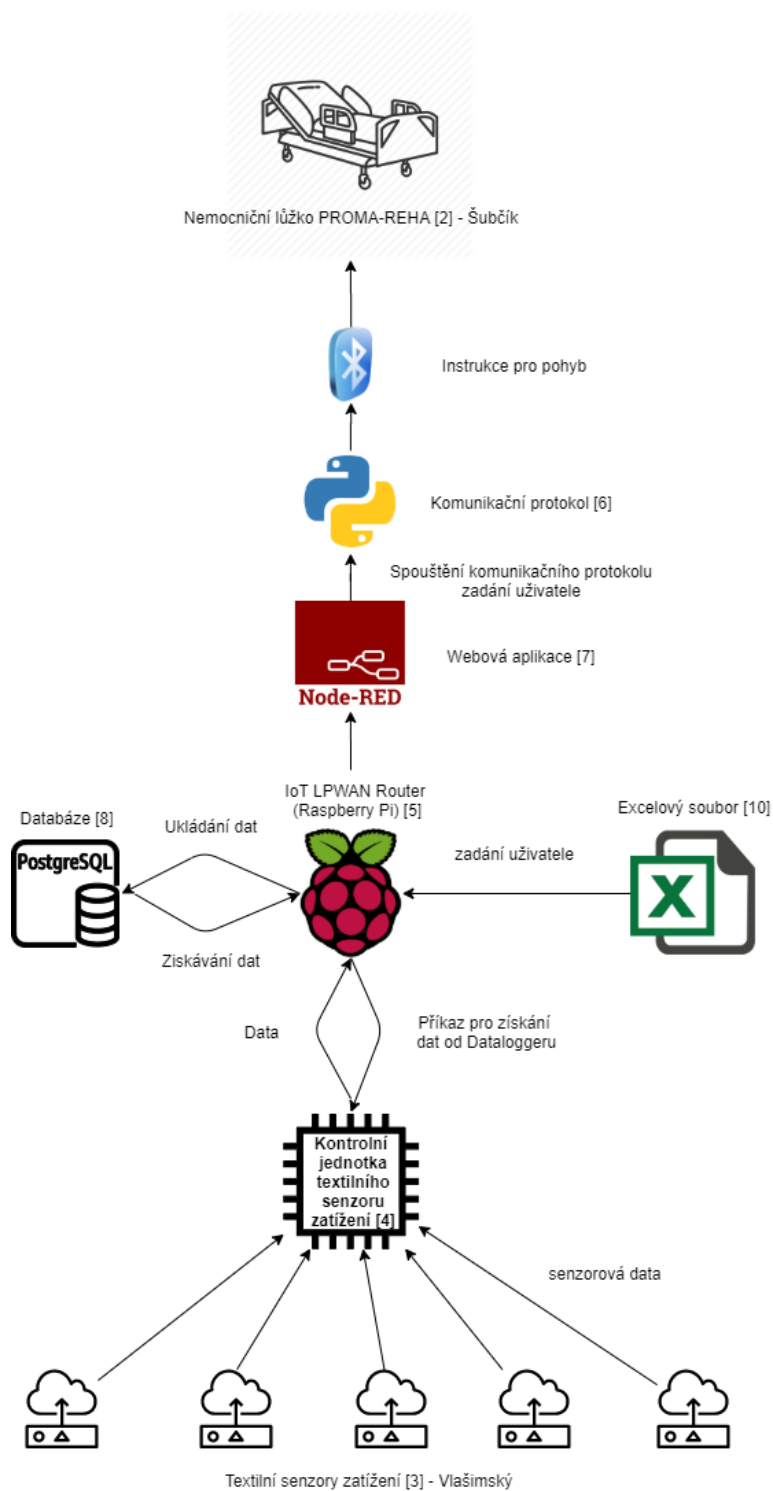 Nemocniční lůžko PROMA-REHA [2] - Šubčík
Instrukce pro pohyb
Komunikační protokol [6]
Spouštění komunikačního protokolu
zadání uživatele
Webová aplikace [7]
Node-RED
IoT LPWAN Router
(Raspberry Pi) [5]
Databáze [8]
Ukládání dat
Excelový soubor [10]
zadání uživatele
PostgreSQL
X
Získávání dat
Data
Příkaz pro získání
dat od Dataloggeru
Kontrolní
jednotka
textilního
senzoru
zatížení [4]
senzorová data
Textilní senzory zatížení [3] - Vlašimský